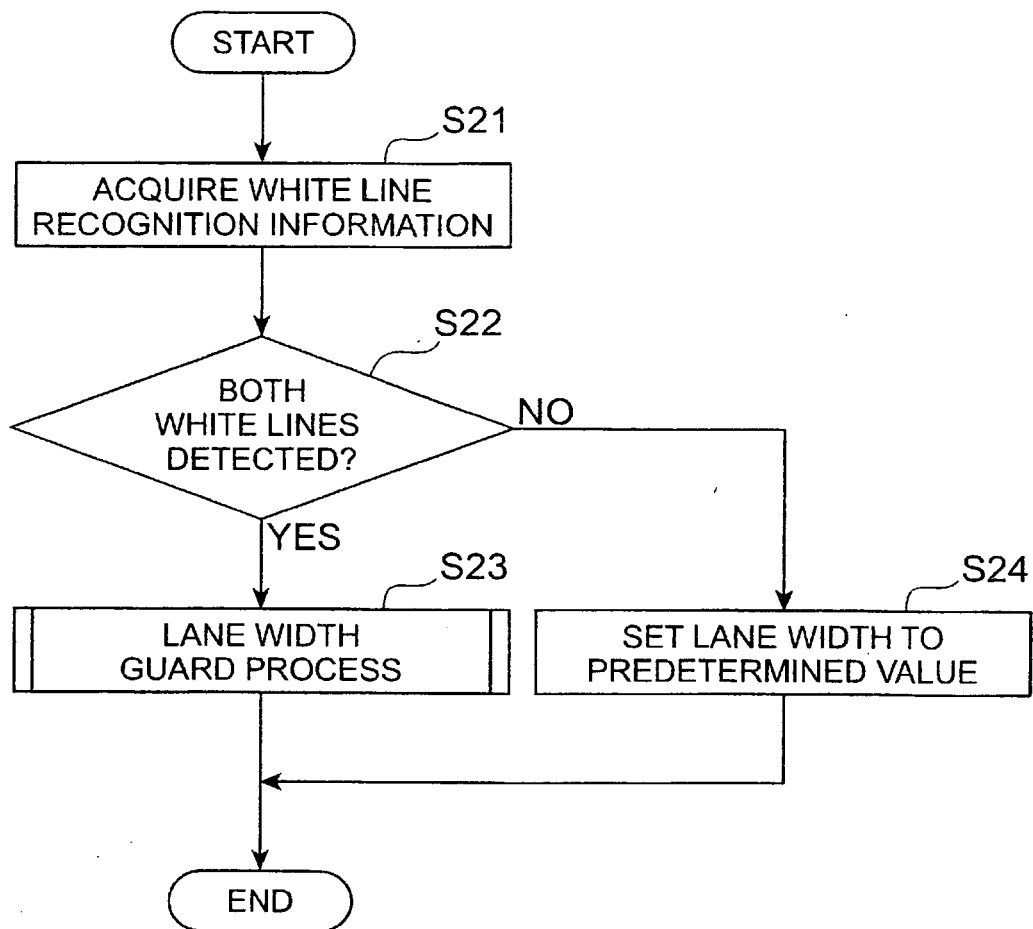 START
S21
ACQUIRE WHITE LINE
RECOGNITION INFORMATION
S22
BOTH
WHITE LINES
DETECTED?
NO
YES
S23
LANE WIDTH
GUARD PROCESS
S24
SET LANE WIDTH TO
PREDETERMINED VALUE
END